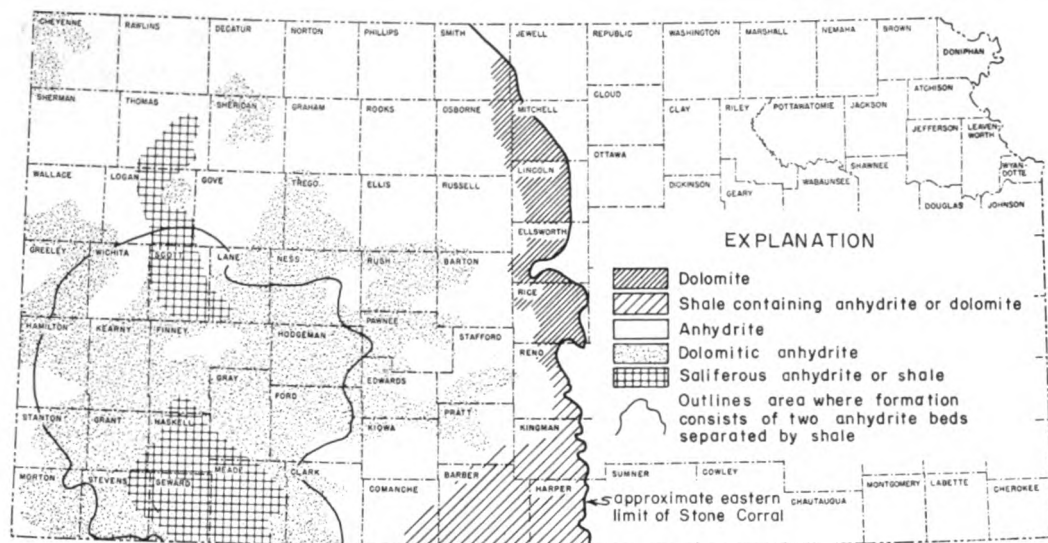 CHEYENNE RAWLINS DECATUR NORTON PHILLIPS SMITH JEWELL REPUBLIC WASHINGTON MARSHALL NEMAHA BROWN DONIPHAN
ATCHISON
SHERMAN THOMAS SHERIDAN GRAHAM ROOKS OSBORNE MITCHELL CLOUD CLAY RILEY POTTAWATOMIE JACKSON
JEFFERSON LEAVEN
WORTH
WYAN
DOTTE
OTTAWA
WALLACE LOGAN GOVE TREGO ELLIS RUSSELL LINCOLN DICKINSON GEARY WABAUNSEE SHAWNEE DOUGLAS JOHNSON
ELLSWORTH
GREELEY WICHITA SCOTT LANE NESS RUSH BARTON
RICE
HAMILTON KEARNY FINNEY HODGEMAN PAWNEE STAFFORD
RENO
GRAY EDWARDS
FORD
STANTON GRANT HASKELL KIOWA PRATT KINGMAN
MORTON STEVENS SEWARD MEADE CLARK COMANCHE BARBER HARPER SUMNER COWLEY CHAUTAUQUA MONTGOMERY LABETTE CHEROKEE
EXPLANATION
Dolomite
Shale containing anhydrite or dolomite
Anhydrite
Dolomitic anhydrite
Saliferous anhydrite or shale
Outlines area where formation
consists of two anhydrite beds
separated by shale
approximate eastern
limit of Stone Corral